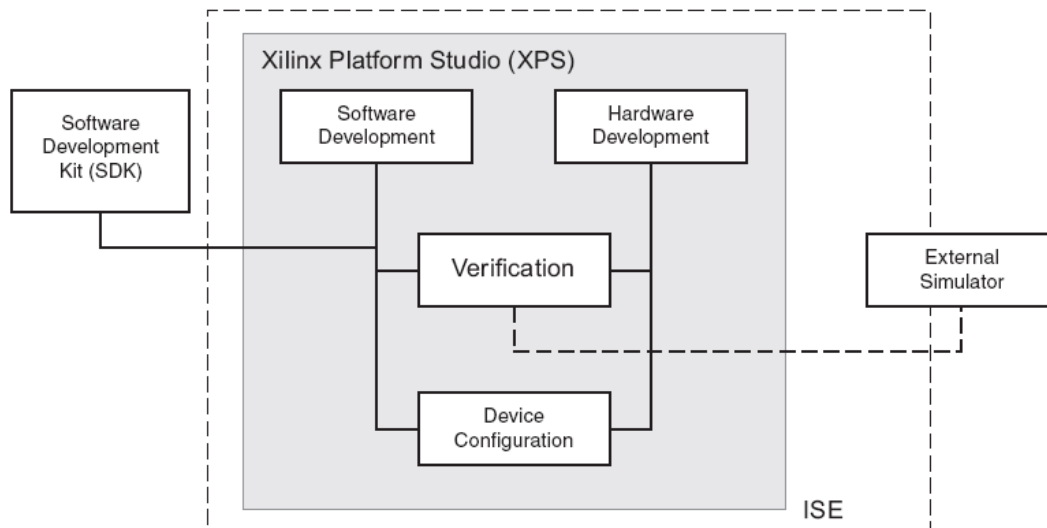 Xilinx Platform Studio (XPS)
Software
Development
Kit (SDK)
Software
Development
Hardware
Development
Verification
External
Simulator
Device
Configuration
ISE